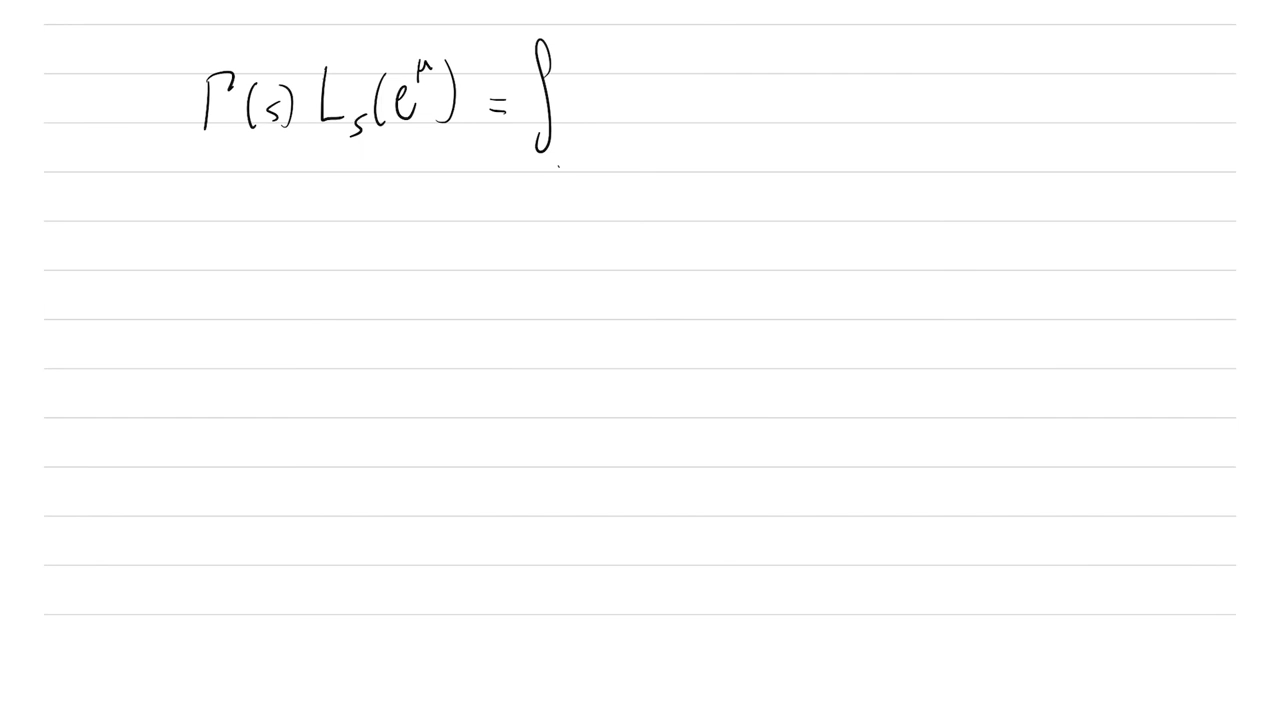 Γ(s) L_s(e^μ) = ∫